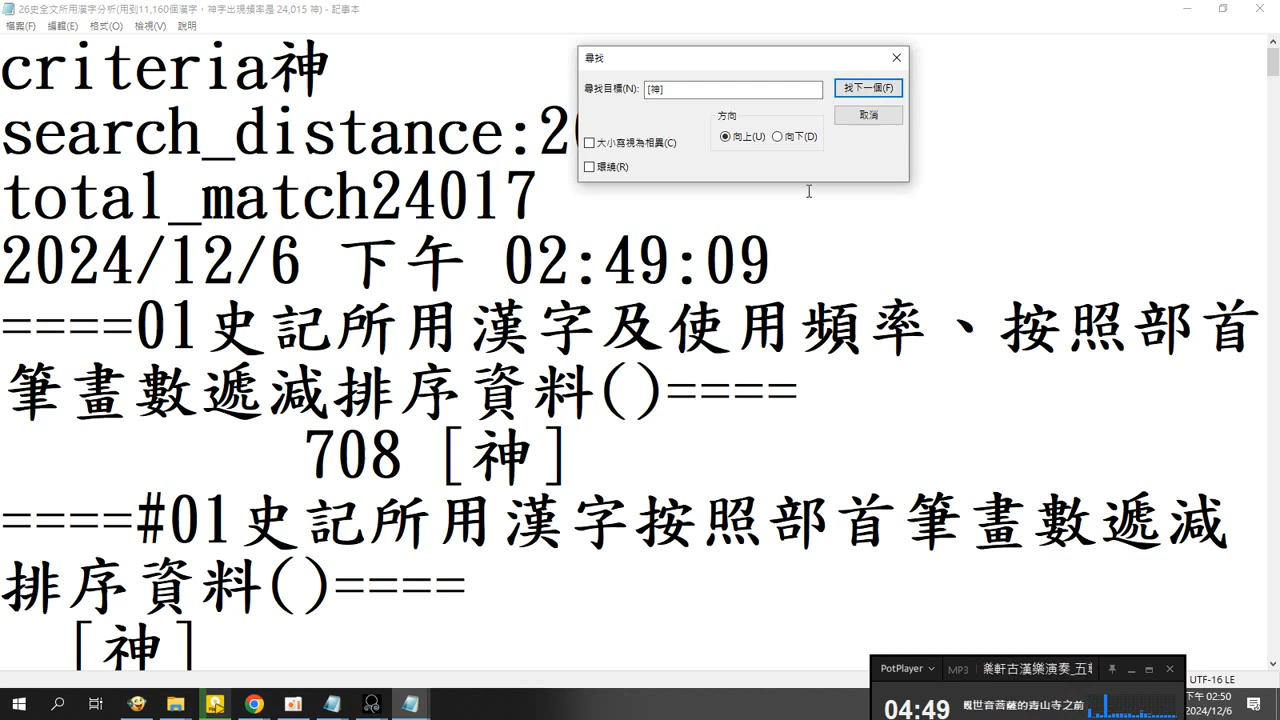 26史全文所用漢字分析(用到11,160個漢字，神字出現頻率是 24,015 神) - 記事本
檔案(F) 編輯(E) 格式(O) 檢視(V) 說明
criteria神
search_distance:2
total_match24017
2024/12/6 下午 02:49:09
====01史記所用漢字及使用頻率、按照部首
筆畫數遞減排序資料()====
708 [神]
====#01史記所用漢字按照部首筆畫數遞減
排序資料()====
[神]
尋找
尋找目標(N): [神]
找下一個(F)
取消
方向
向上(U) 向下(D)
大小寫視為相異(C)
環繞(R)
PotPlayer MP3 古漢樂演奏_五
04:49 觀世音菩薩的青山寺之前
UTF-16 LE
下午 02:50
2024/12/6